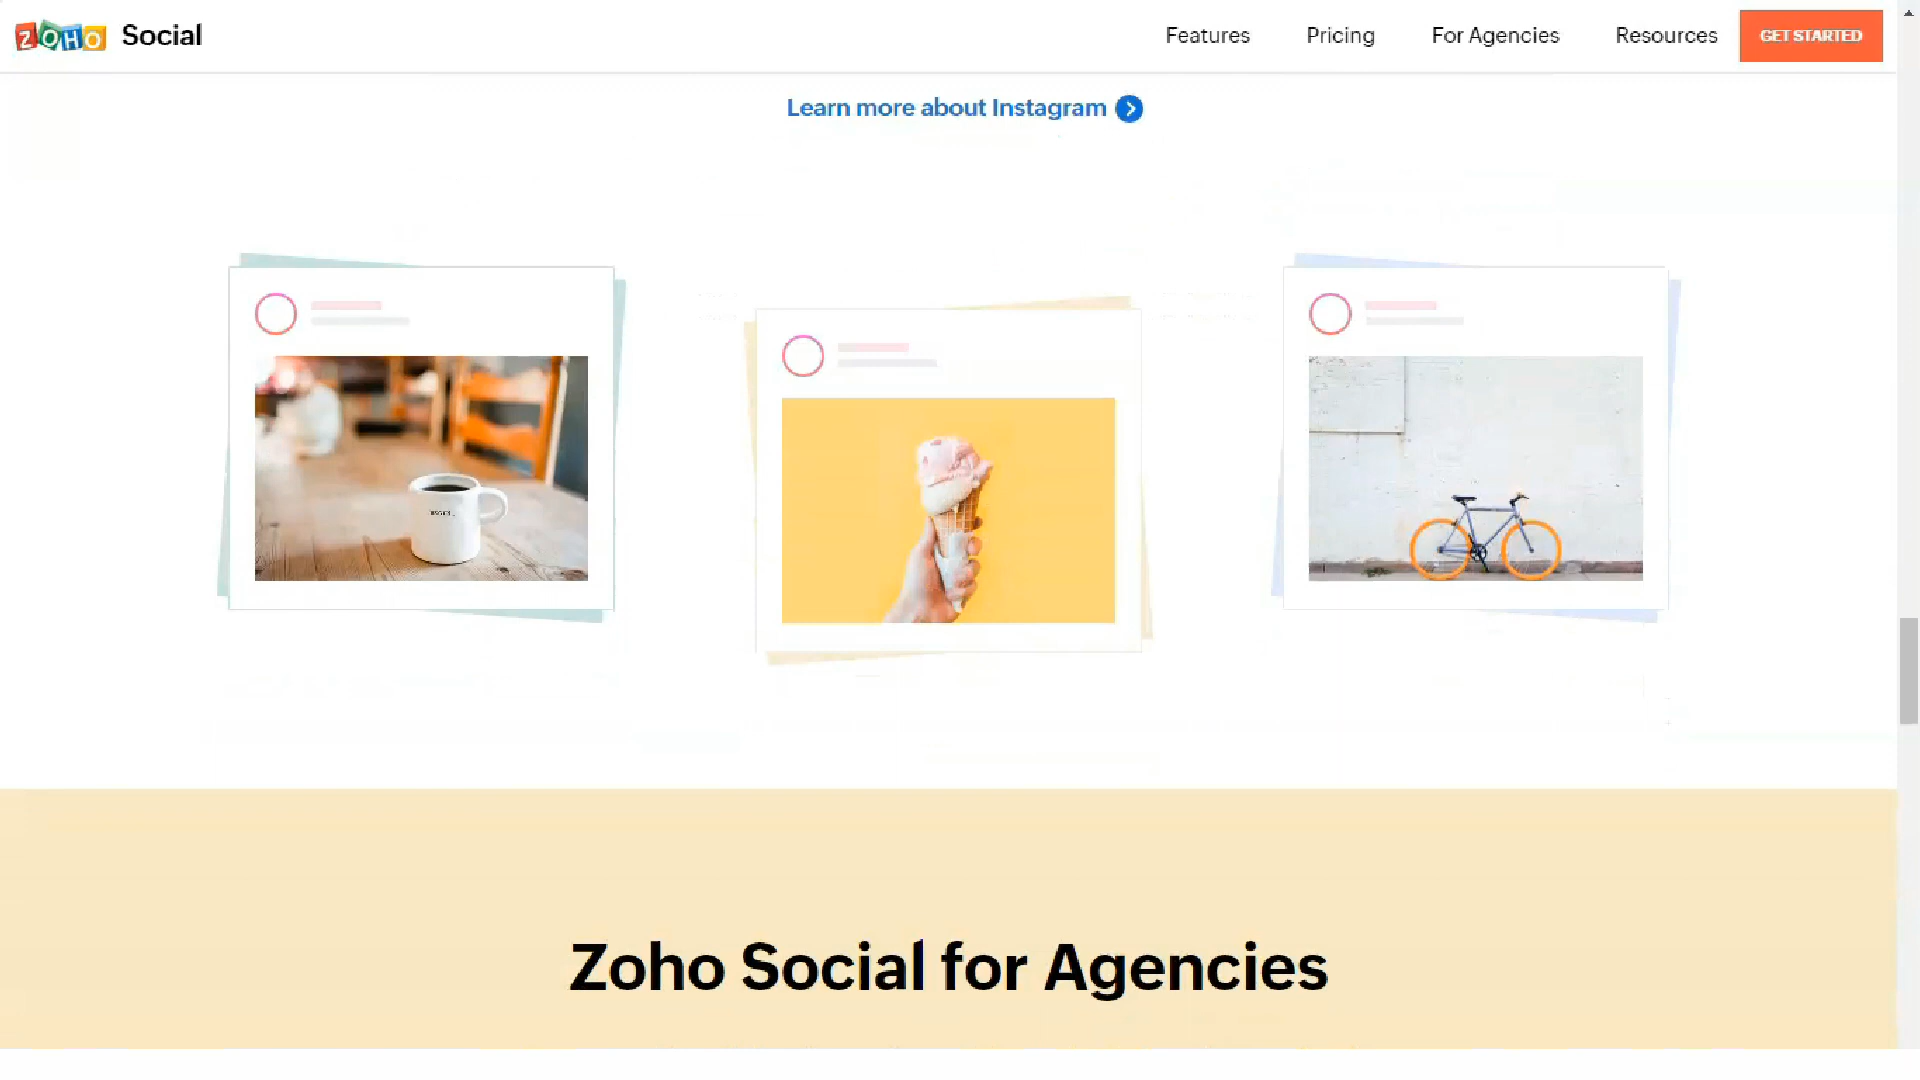 ZOHO Social
Features
Pricing
For Agencies
Resources
GET STARTED
Learn more about Instagram
Zoho Social for Agencies